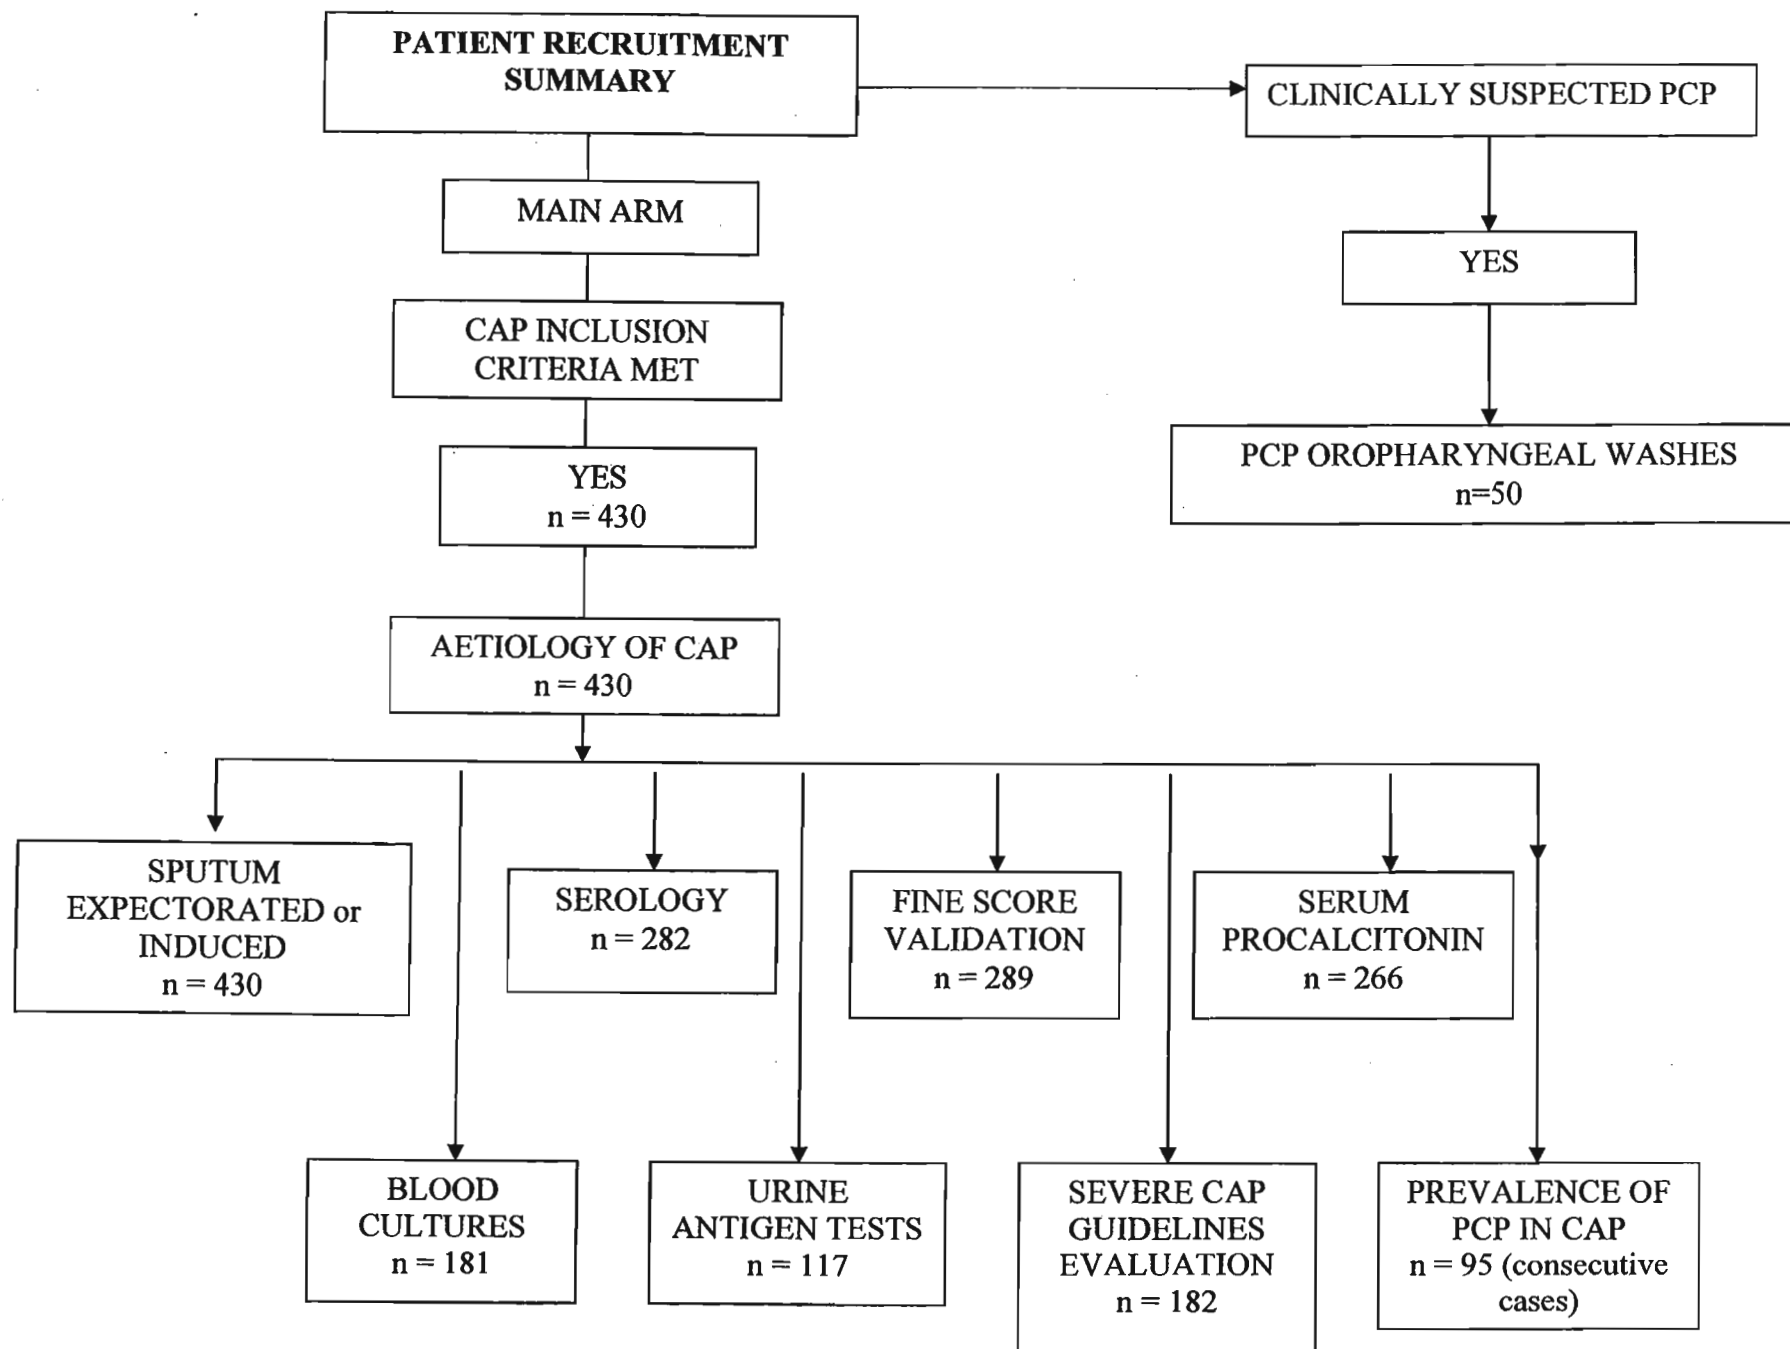 PATIENT RECRUITMENT
SUMMARY
CLINICALLY SUSPECTED PCP
MAIN ARM
YES
CAP INCLUSION
CRITERIA MET
PCP OROPHARYNGEAL WASHES
n=50
YES
n = 430
AETIOLOGY OF CAP
n = 430
SPUTUM
EXPECTORATED or
INDUCED
n = 430
SEROLOGY
n = 282
FINE SCORE
VALIDATION
n = 289
SERUM
PROCALCITONIN
n = 266
BLOOD
CULTURES
n = 181
URINE
ANTIGEN TESTS
n = 117
SEVERE CAP
GUIDELINES
EVALUATION
n = 182
PREVALENCE OF
PCP IN CAP
n = 95 (consecutive
cases)